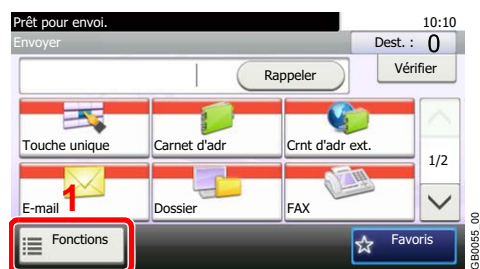 Prêt pour envoi.
10:10
Envoyer
Dest. : 0
Rappeler
Vérifier
Touche unique
Carnet d'adr
Crnt d'adr ext.
1/2
E-mail
1
Dossier
FAX
Fonctions
Favoris
GB0055_00